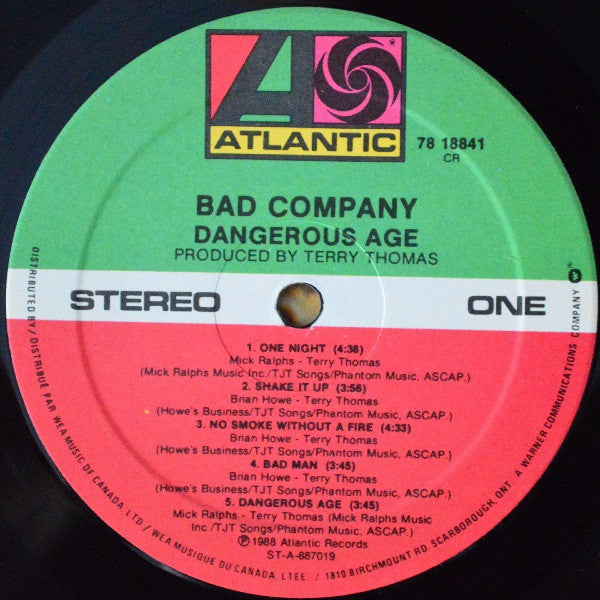 ATLANTIC
78 18841
CR
BAD COMPANY
DANGEROUS AGE
PRODUCED BY TERRY THOMAS
STEREO
ONE
1. ONE NIGHT (4:36)
Mick Ralphs - Terry Thomas
(Mick Ralphs Music Inc./TJT Songs/Phantom Music, ASCAP.)
2. SHAKE IT UP (3:56)
Brian Howe - Terry Thomas
(Howe's Business/TJT Songs/Phantom Music, ASCAP.)
3. NO SMOKE WITHOUT A FIRE (4:33)
Brian Howe - Terry Thomas
(Howe's Business/TJT Songs/Phantom Music, ASCAP.)
4. BAD MAN (3:45)
Brian Howe - Terry Thomas
(Howe's Business/TJT Songs/Phantom Music, ASCAP.)
5. DANGEROUS AGE (3:45)
Mick Ralphs - Terry Thomas (Mick Ralphs Music
Inc./TJT Songs/Phantom Music, ASCAP.)
℗ 1988 Atlantic Records
ST-A-887019
DISTRIBUTED BY / DISTRIBUÉ PAR WEA MUSIC OF CANADA, LTD / WEA MUSIQUE DU CANADA, LTEE / 1810 BIRCHMOUNT RD, SCARBOROUGH, ONT. A WARNER COMMUNICATIONS COMPANY